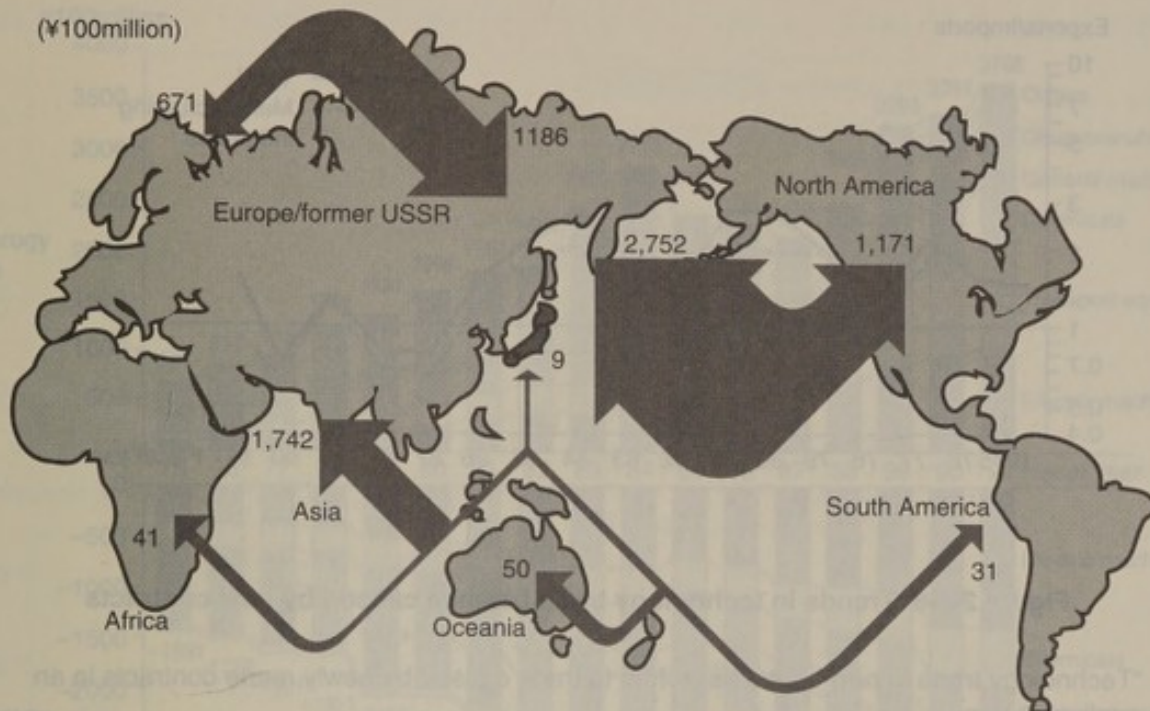 (¥100million)
671
1186
North America
Europe/former USSR
2,752
1,171
9
1,742
Asia
South America
41
50
31
Africa
Oceania